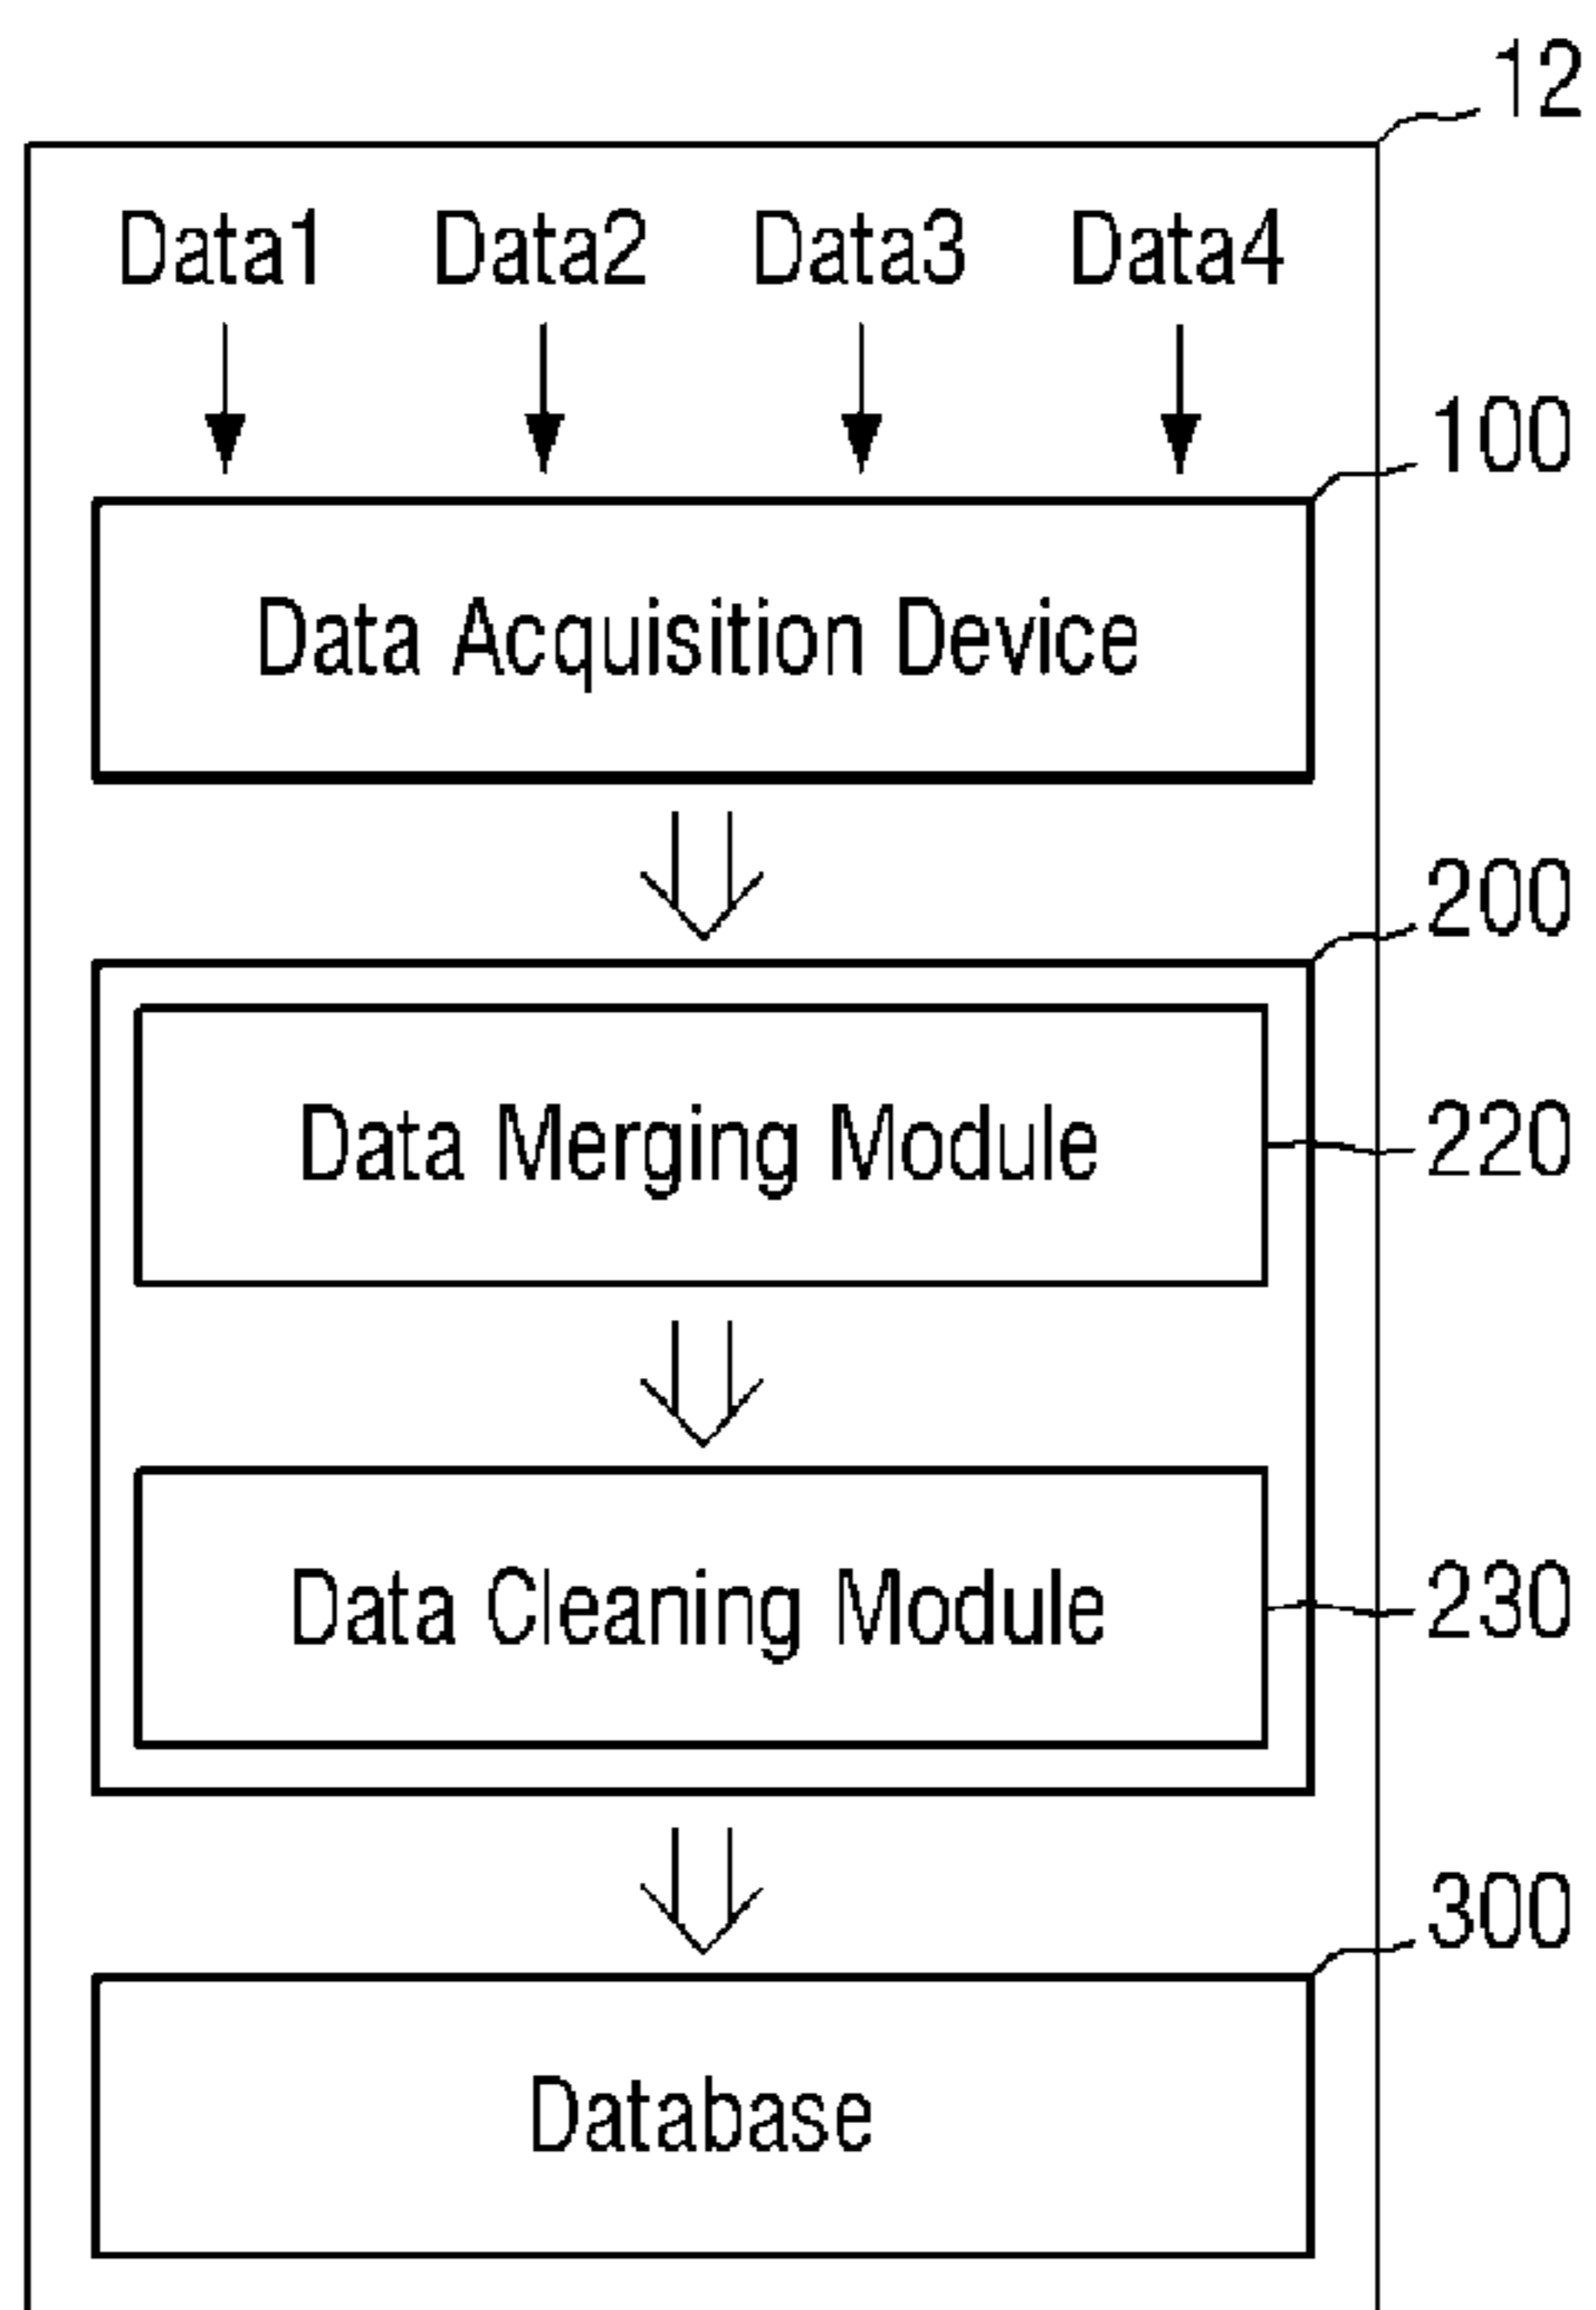 12
Data1 Data2 Data3 Data4
100
Data Acquisition Device
200
Data Merging Module 220
Data Cleaning Module 230
300
Database